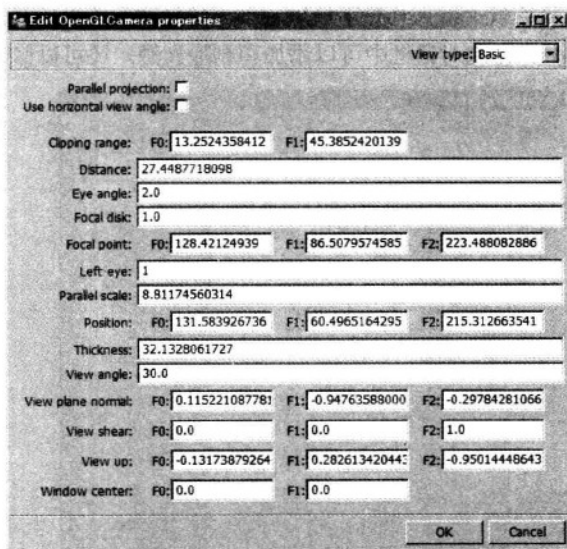 Edit OpenGLCamera properties
View type: Basic
Parallel projection:
Use horizontal view angle:
Clipping range: F0: 13.2524358412 F1: 45.3852420139
Distance: 27.4487718098
Eye angle: 2.0
Focal disk: 1.0
Focal point: F0: 128.42124939 F1: 86.5079574585 F2: 223.488082886
Left eye: 1
Parallel scale: 8.81174560314
Position: F0: 131.583926736 F1: 60.4965164295 F2: 215.312663541
Thickness: 32.1328061727
View angle: 30.0
View plane normal: F0: 0.115221087781 F1: -0.94763588000 F2: -0.29784281066
View shear: F0: 0.0 F1: 0.0 F2: 1.0
View up: F0: -0.13173879264 F1: 0.282613420443 F2: -0.95014448643
Window center: F0: 0.0 F1: 0.0
OK Cancel